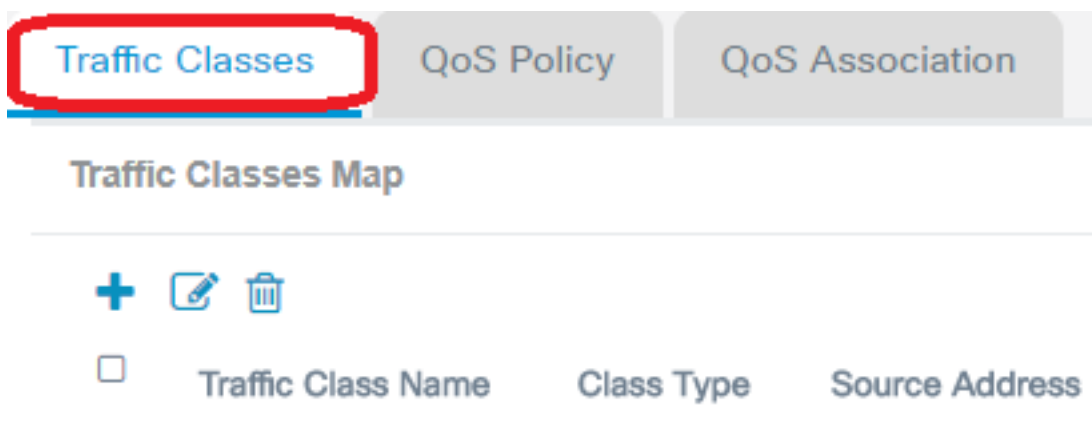 Traffic Classes QoS Policy QoS Association
Traffic Classes Map
Traffic Class Name Class Type Source Address